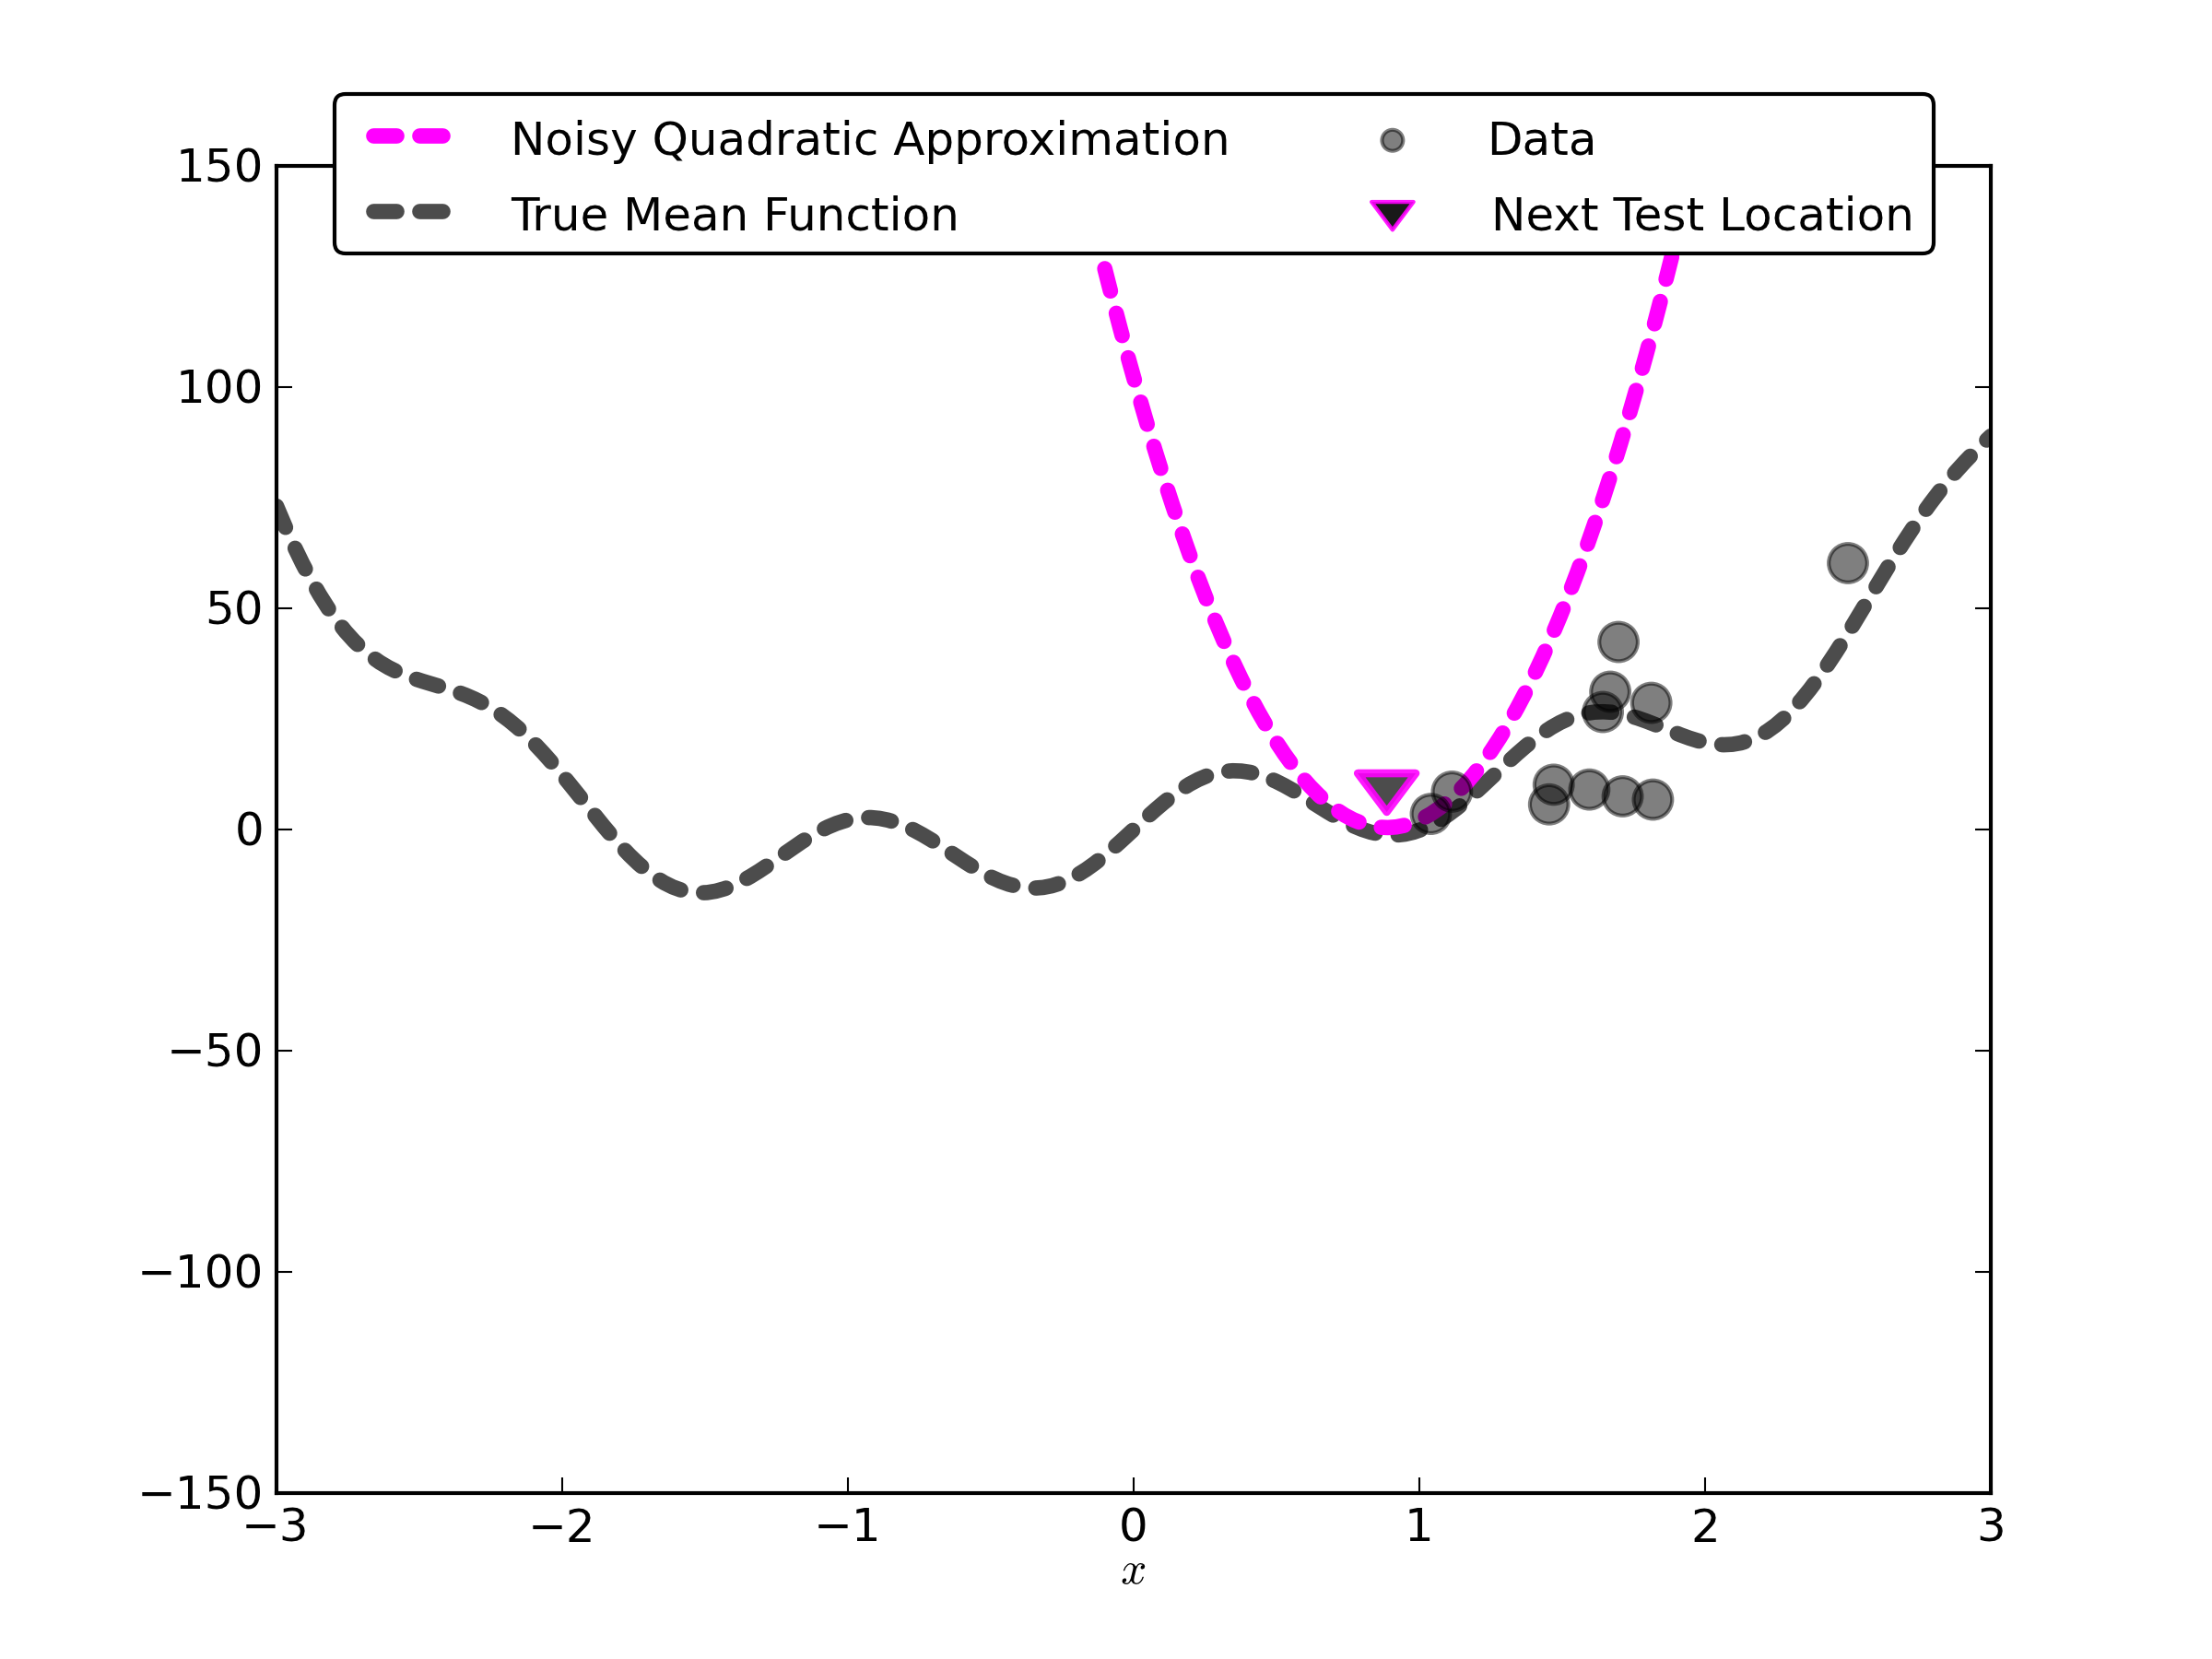 Noisy Quadratic Approximation
True Mean Function
Data
Next Test Location
150
100
50
0
−50
−100
−150
−3 −2 −1 0 1 2 3
x